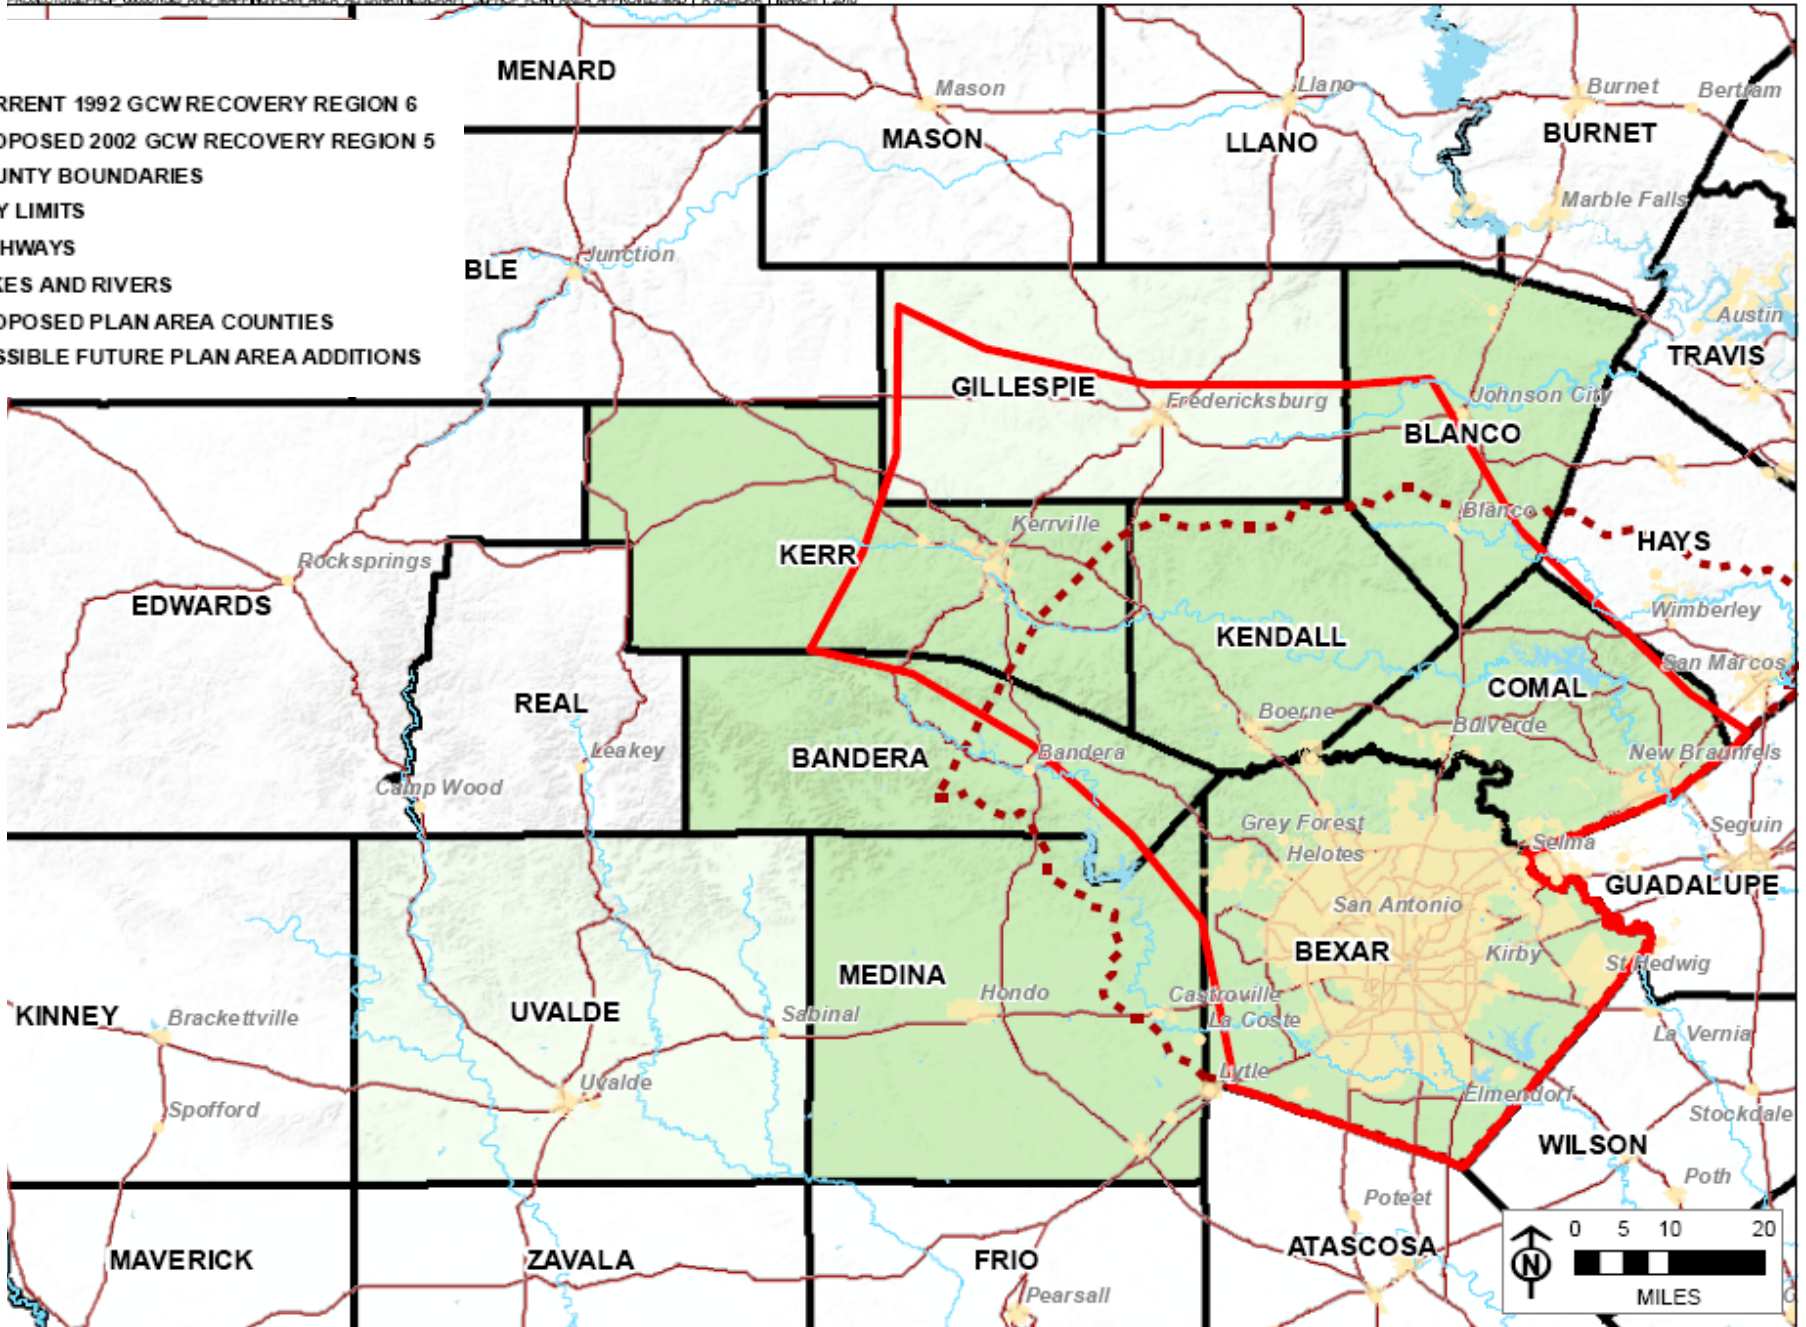 RRENT 1992 GCW RECOVERY REGION 6
OPOSED 2002 GCW RECOVERY REGION 5
UNTY BOUNDARIES
Y LIMITS
HWAYS
KES AND RIVERS
OPOSED PLAN AREA COUNTIES
SSIBLE FUTURE PLAN AREA ADDITIONS
MENARD
Mason
MASON
Llano
LLANO
Burnet
Bertram
BURNET
Marble Falls
BLE
Junction
Austin
TRAVIS
GILLESPIE
Fredericksburg
Johnson City
BLANCO
Blanco
HAYS
Kerrville
KERR
Rocksprings
EDWARDS
Wimberley
KENDALL
San Marcos
COMAL
REAL
Boerne
Bulverde
Leakey
BANDERA
Bandera
New Braunfels
Camp Wood
Grey Forest
Helotes
Selma
Seguin
GUADALUPE
San Antonio
BEXAR
Kirby
St Hedwig
MEDINA
Hondo
Castroville
La Coste
KINNEY
Brackettville
UVALDE
Sabinal
La Vernia
Uvalde
Lytle
Elmendorf
Spofford
Stockdale
WILSON
Poth
Poteet
MAVERICK
ZAVALA
FRIO
ATASCOSA
Pearsall
0 5 10 20
N
MILES